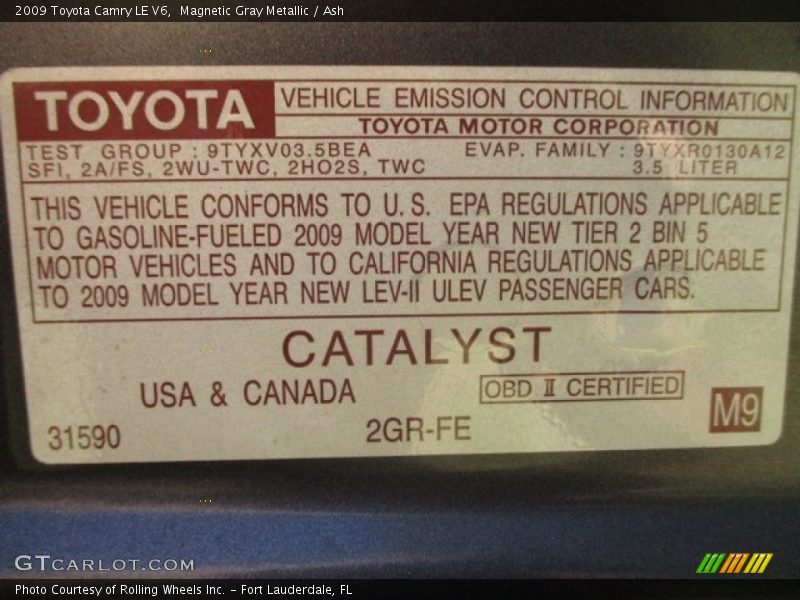 2009 Toyota Camry LE V6,  Magnetic Gray Metallic / Ash
TOYOTA
VEHICLE EMISSION CONTROL INFORMATION
TOYOTA MOTOR CORPORATION
TEST GROUP : 9TYXV03.5BEA
EVAP. FAMILY : 9TYXR0130A12
SFI, 2A/FS, 2WU-TWC, 2HO2S, TWC
3.5 LITER
THIS VEHICLE CONFORMS TO U.S. EPA REGULATIONS APPLICABLE
TO GASOLINE-FUELED 2009 MODEL YEAR NEW TIER 2 BIN 5
MOTOR VEHICLES AND TO CALIFORNIA REGULATIONS APPLICABLE
TO 2009 MODEL YEAR NEW LEV-II ULEV PASSENGER CARS.
CATALYST
USA & CANADA
OBD Ⅱ CERTIFIED
31590
2GR-FE
M9
GTCARLOT.COM
Photo Courtesy of Rolling Wheels Inc. – Fort Lauderdale, FL